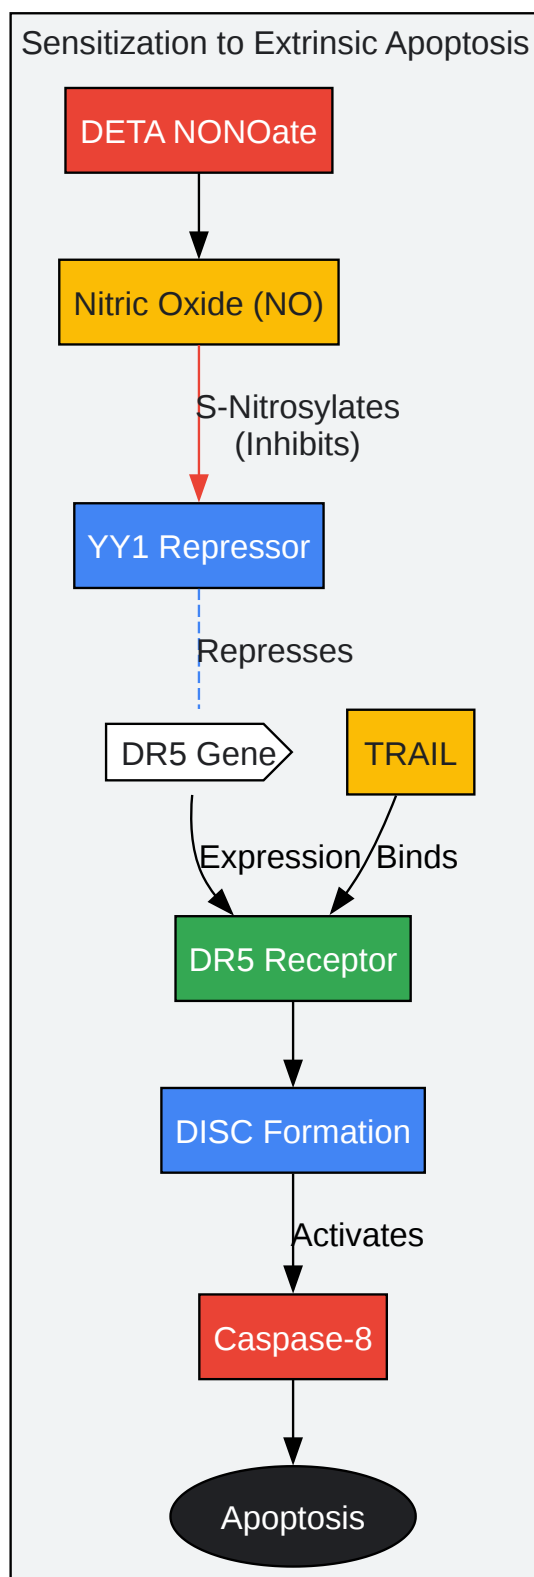 Sensitization to Extrinsic Apoptosis
DETA NONOate
Nitric Oxide (NO)
S-Nitrosylates
(Inhibits)
YY1 Repressor
Represses
DR5 Gene
TRAIL
Expression
Binds
DR5 Receptor
DISC Formation
Activates
Caspase-8
Apoptosis